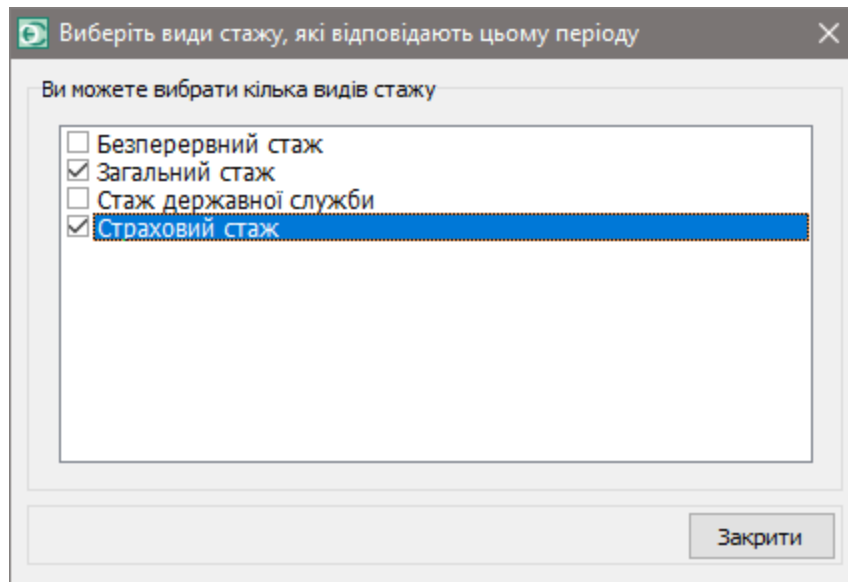 Виберіть види стажу, які відповідають цьому періоду
Ви можете вибрати кілька видів стажу
Безперервний стаж
Загальний стаж
Стаж державної служби
Страховий стаж
Закрити